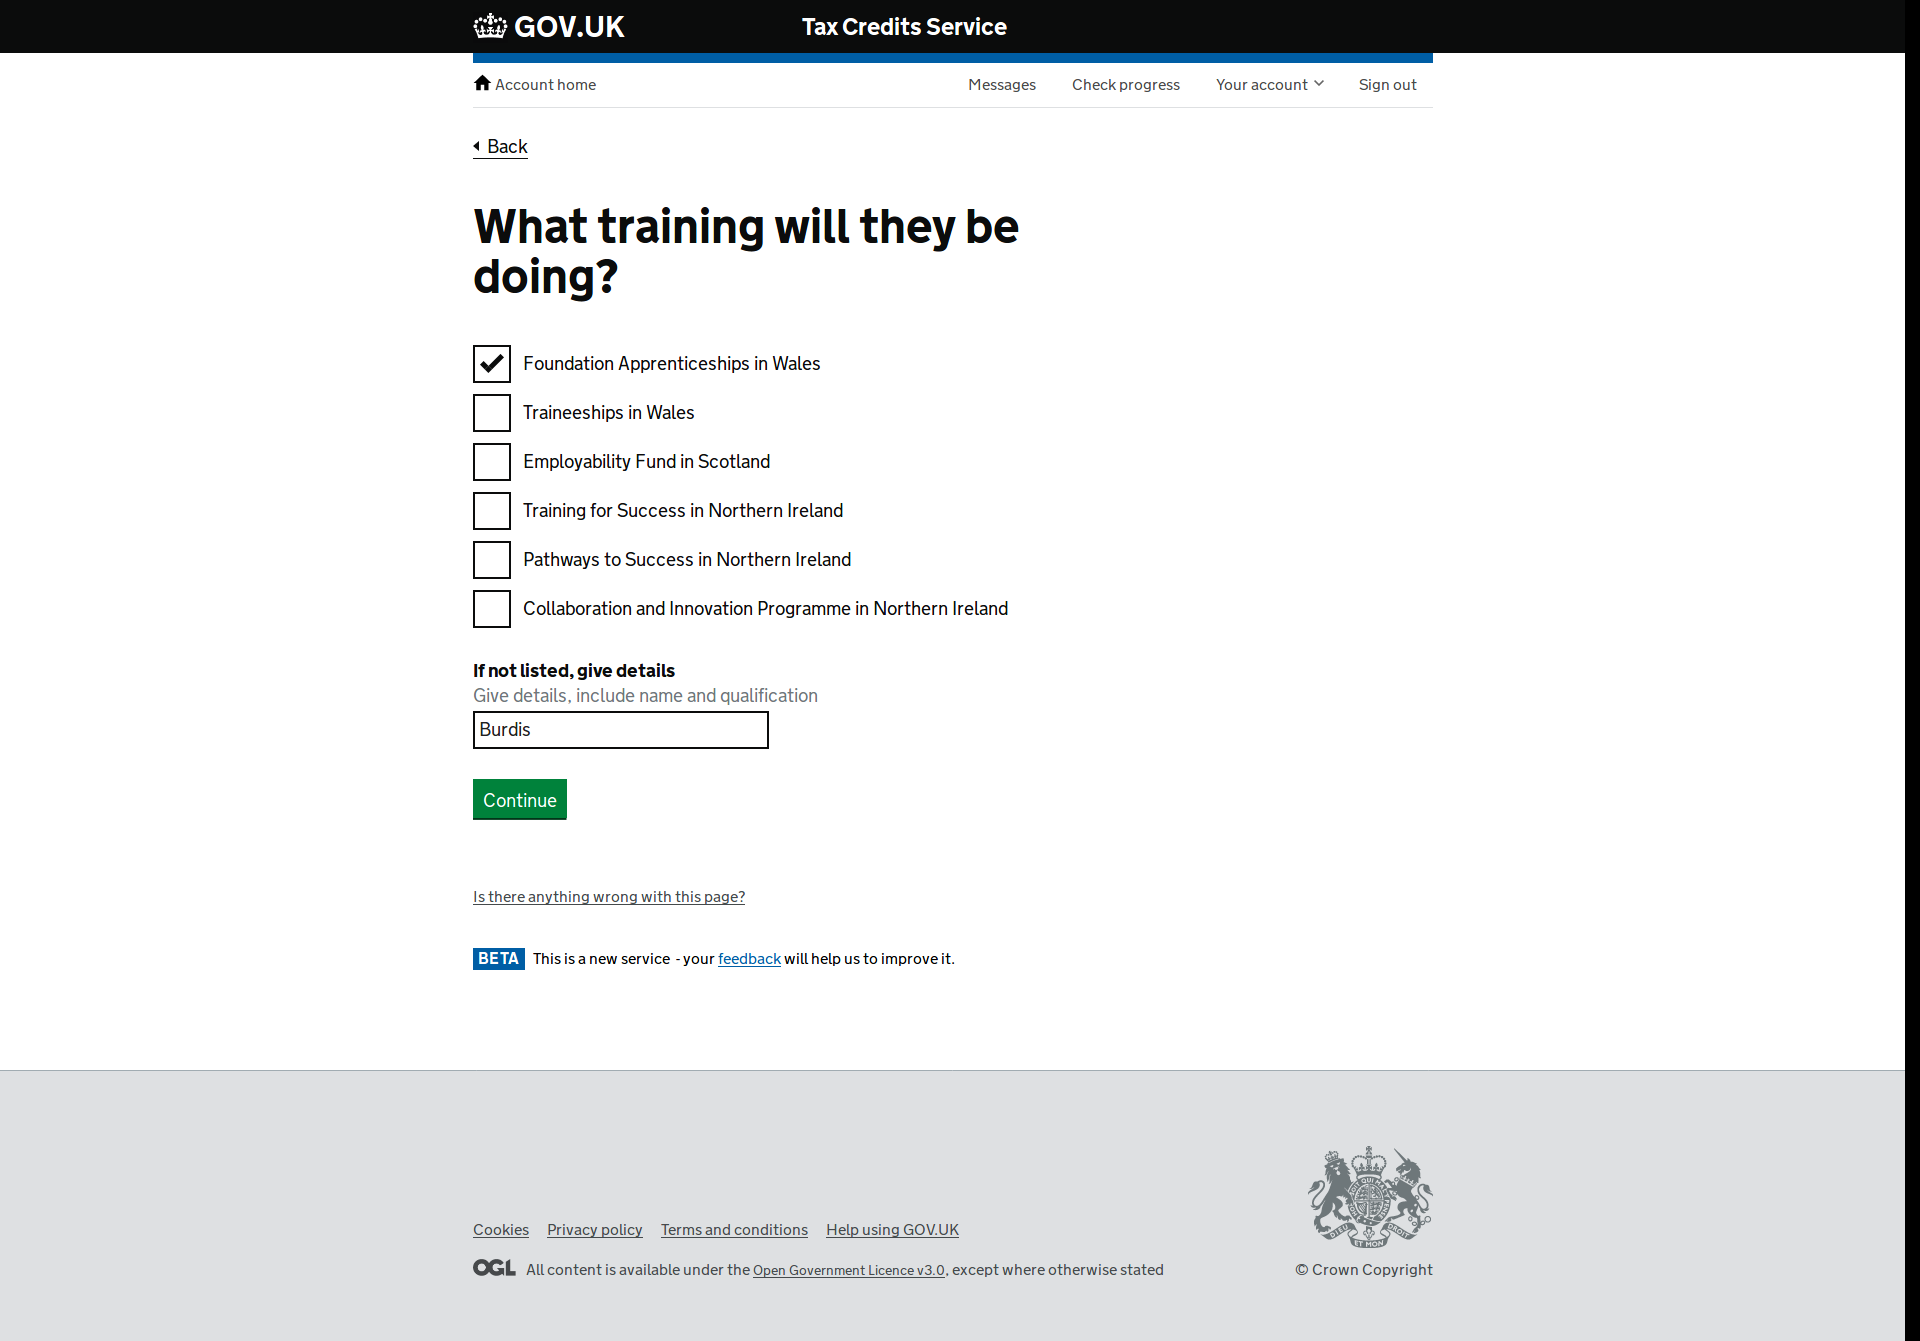 GOV.UK
Tax Credits Service
Account home
Messages
Check progress
Your account
Sign out
Back
What training will they be
doing?
Foundation Apprenticeships in Wales
Traineeships in Wales
Employability Fund in Scotland
Training for Success in Northern Ireland
Pathways to Success in Northern Ireland
Collaboration and Innovation Programme in Northern Ireland
If not listed, give details
Give details, include name and qualification
Burdis
Continue
Is there anything wrong with this page?
BETA This is a new service - your feedback will help us to improve it.
Cookies Privacy policy Terms and conditions Help using GOV.UK
OGL All content is available under the Open Government Licence v3.0, except where otherwise stated
© Crown Copyright